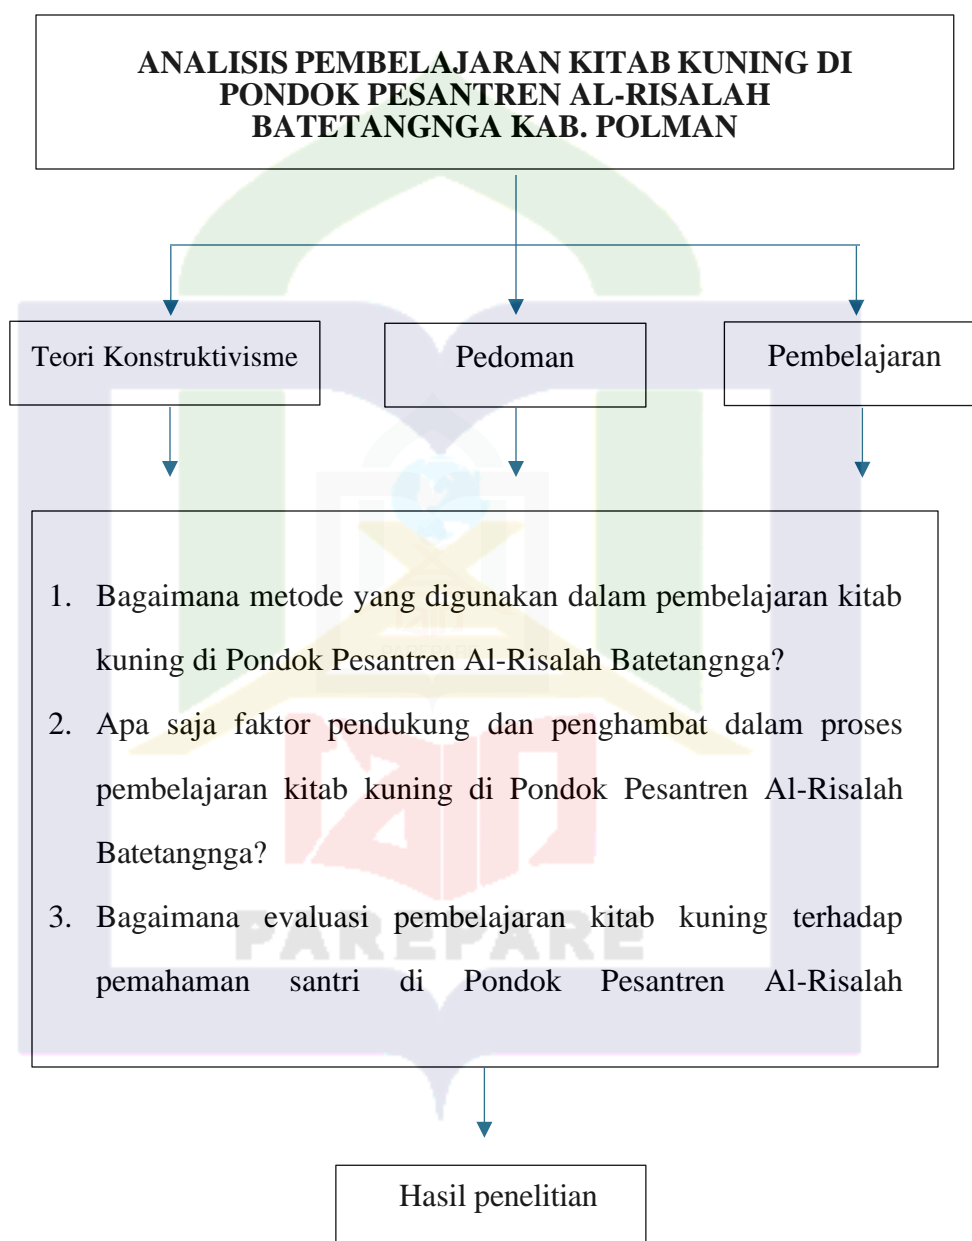 ANALISIS PEMBELAJARAN KITAB KUNING DI
PONDOK PESANTREN AL-RISALAH
BATETANGNGA KAB. POLMAN
Teori Konstruktivisme
Pedoman
Pembelajaran
1. Bagaimana metode yang digunakan dalam pembelajaran kitab
kuning di Pondok Pesantren Al-Risalah Batetangnga?
2. Apa saja faktor pendukung dan penghambat dalam proses
pembelajaran kitab kuning di Pondok Pesantren Al-Risalah
Batetangnga?
3. Bagaimana evaluasi pembelajaran kitab kuning terhadap
PAREPARE
pemahaman santri di Pondok Pesantren Al-Risalah
Hasil penelitian